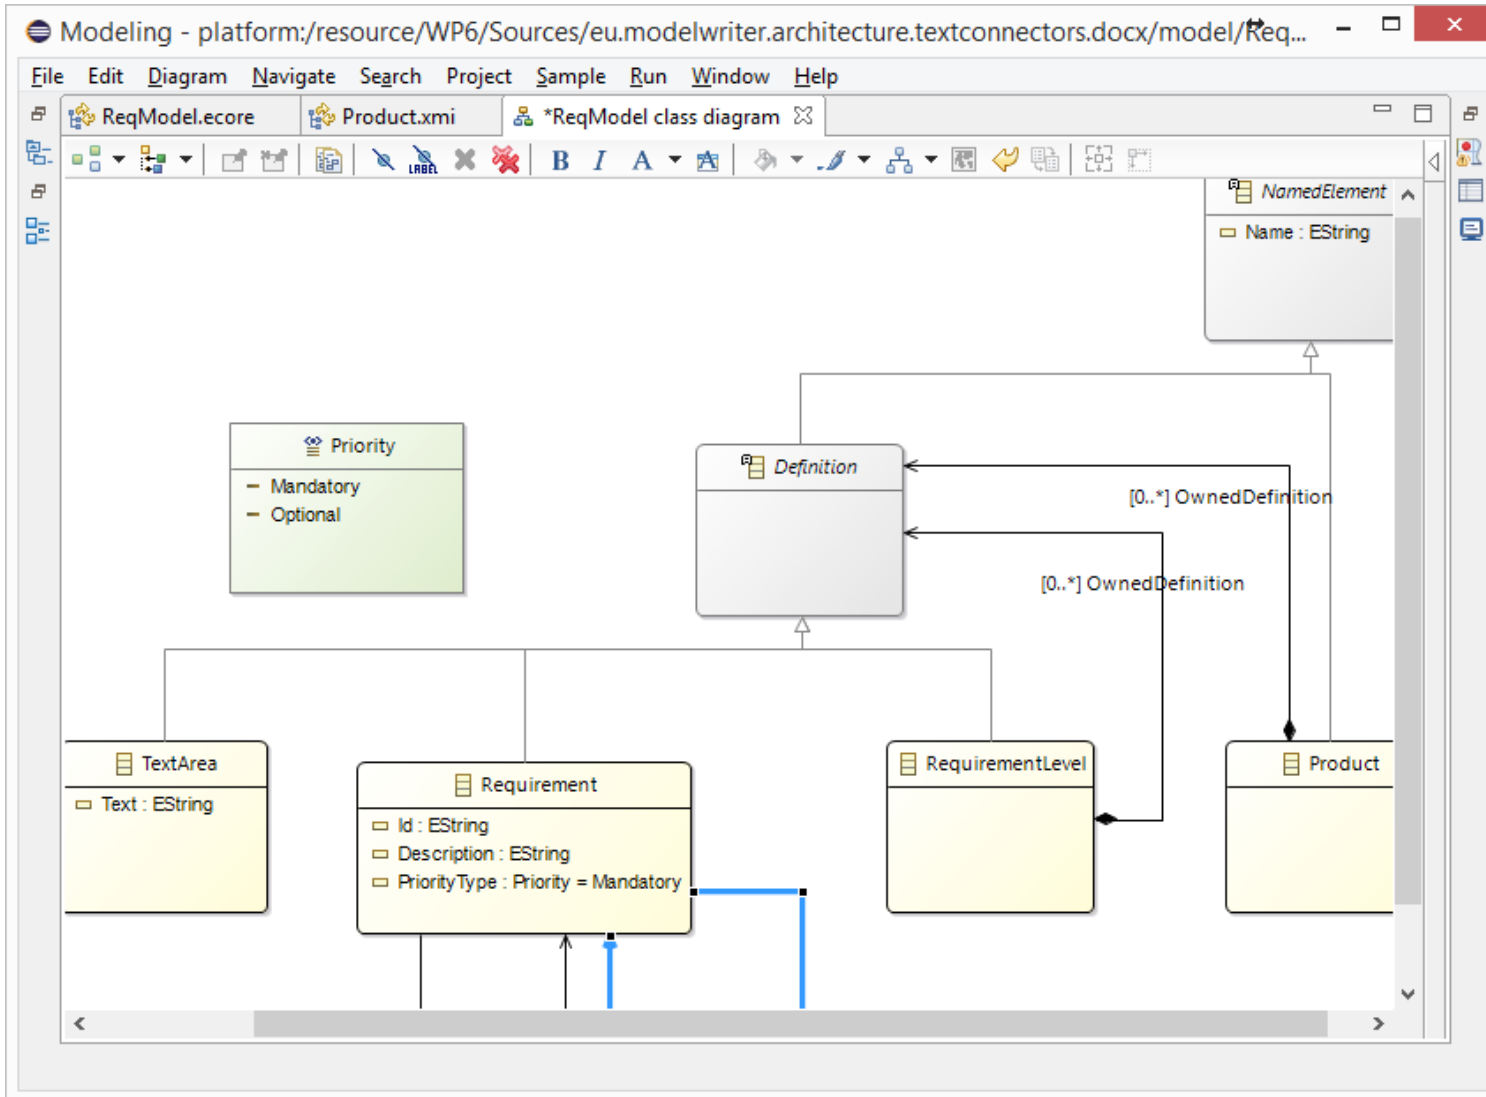 Modeling - platform:/resource/WP6/Sources/eu.modelwriter.architecture.textconnectors.docx/model/Req...
File Edit Diagram Navigate Search Project Sample Run Window Help
ReqModel.ecore Product.xmi *ReqModel class diagram
LABEL B I A A
NamedElement
Name : EString
Priority
Mandatory
Optional
Definition
[0..*] OwnedDefinition
[0..*] OwnedDefinition
TextArea
Text : EString
Requirement
Id : EString
Description : EString
PriorityType : Priority = Mandatory
RequirementLevel
Product